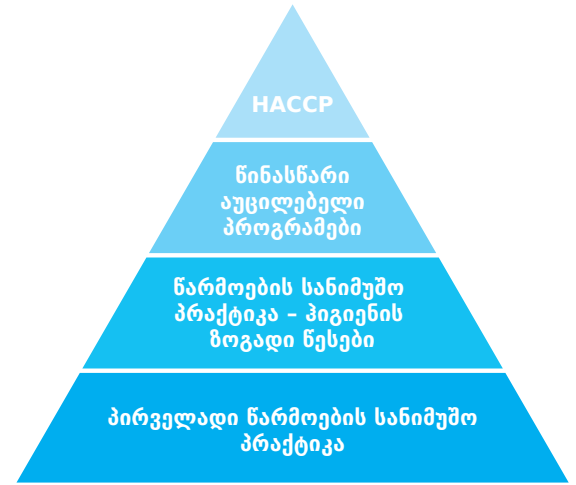 HACCP
წინასწარი
აუცილებელი
პროგრამები
წარმოების სანიმუშო
პრაქტიკა – ჰიგიენის
ზოგადი წესები
პირველადი წარმოების სანიმუშო
პრაქტიკა